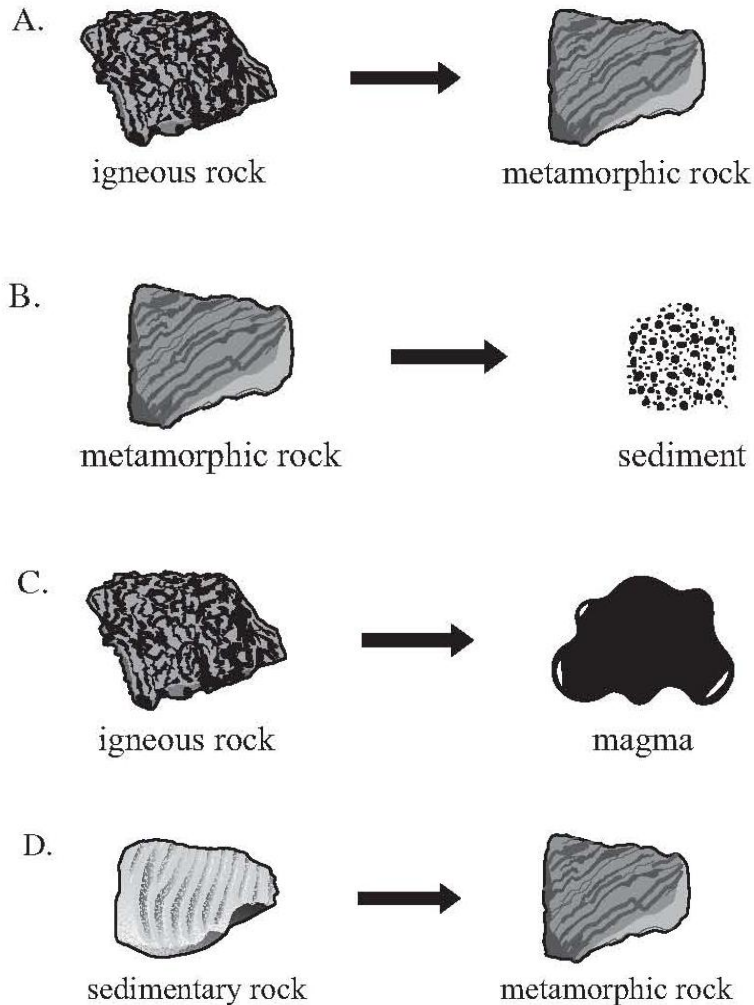 A.
igneous rock
metamorphic rock
B.
metamorphic rock
sediment
C.
igneous rock
magma
D.
sedimentary rock
metamorphic rock